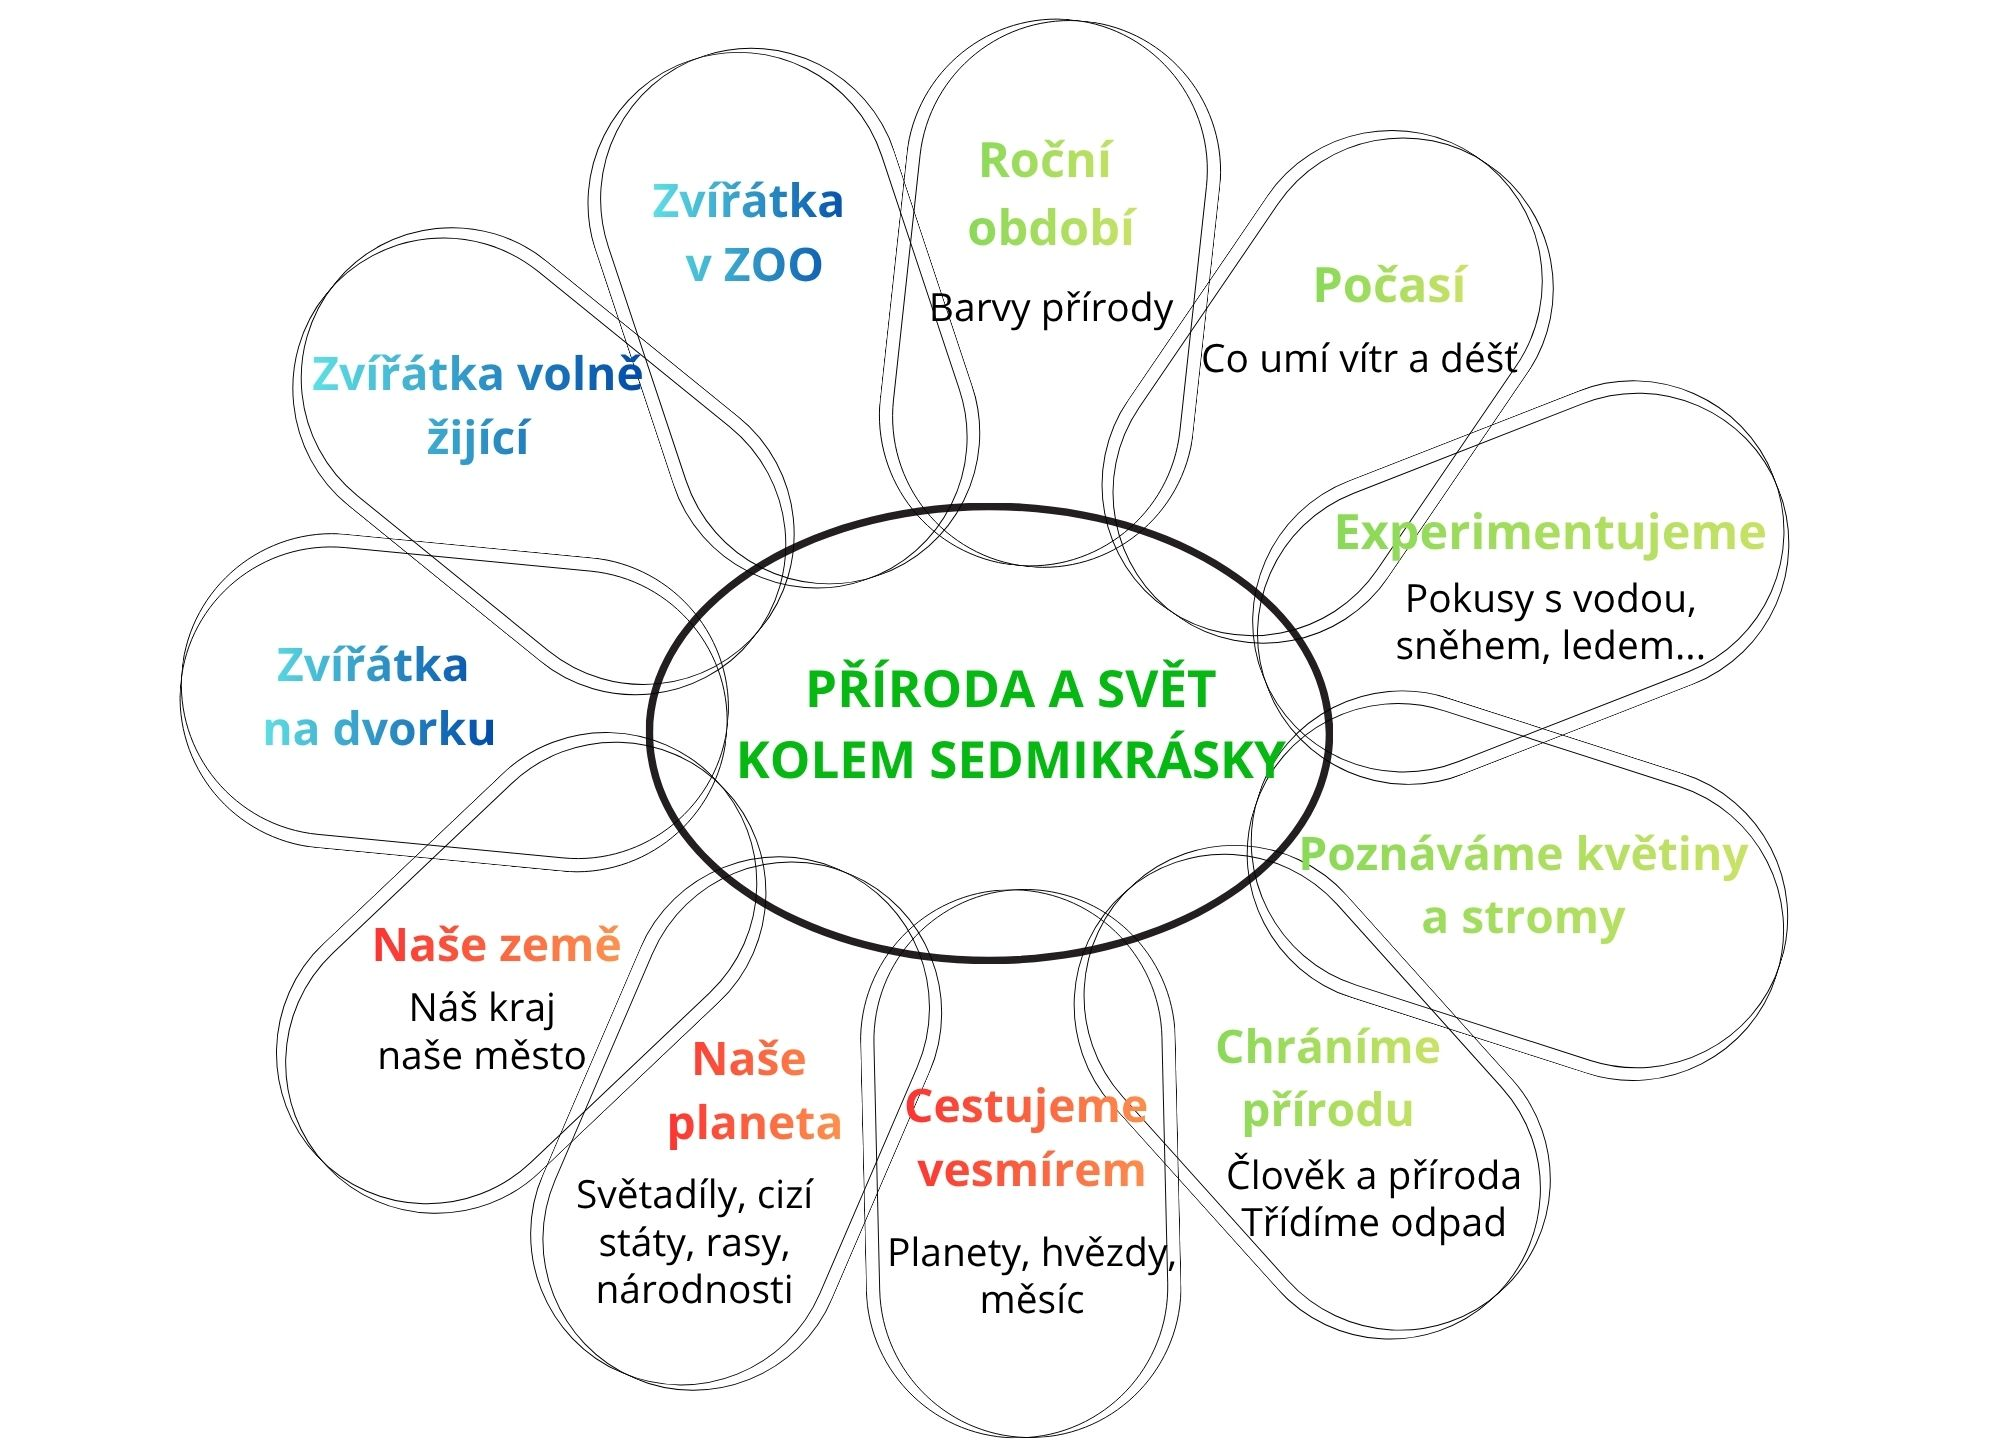 Roční
období
Barvy přírody
Počasí
Co umí vítr a déšť
Experimentujeme
Pokusy s vodou,
sněhem, ledem...
Poznáváme květiny
a stromy
Chráníme
přírodu
Člověk a příroda
Třídíme odpad
Cestujeme
vesmírem
Planety, hvězdy,
měsíc
Naše
planeta
Světadíly, cizí
státy, rasy,
národnosti
Naše země
Náš kraj
naše město
Zvířátka
na dvorku
Zvířátka volně
žijící
Zvířátka
v ZOO
PŘÍRODA A SVĚT
KOLEM SEDMIKRÁSKY